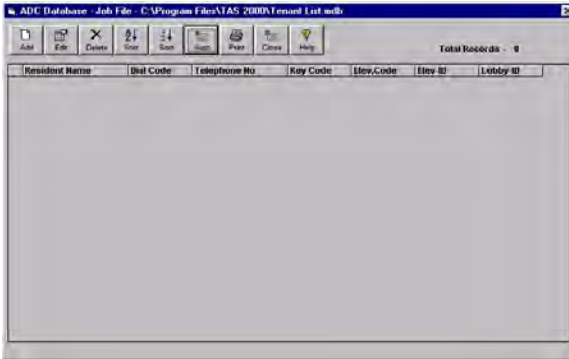 ADC Database - Job File - C:\Program Files\TAS 2000\Tenant List.mdb
Add Edit Delete Sort Sort Print Close Help
Total Records - 0
Resident Name Dial Code Telephone No Key Code Elev.Code Elev ID Lobby ID